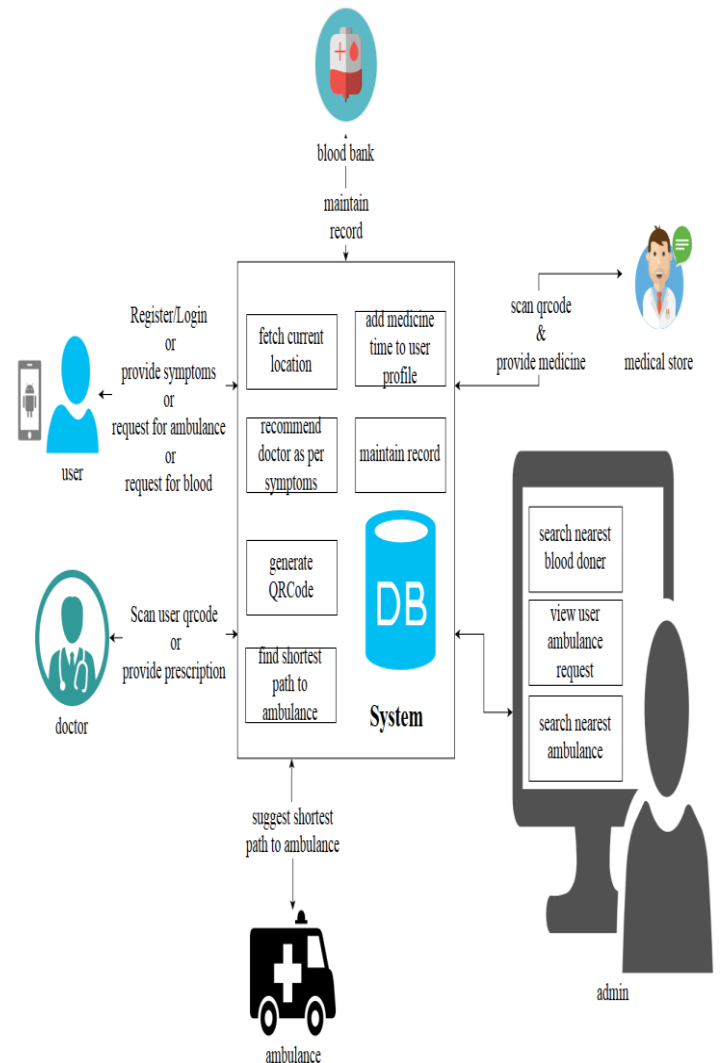 blood bank
maintain
record
Register/Login
or
provide symptoms
or
request for ambulance
or
request for blood
user
fetch current
location
add medicine
time to user
profile
scan qrcode
&
provide medicine
medical store
recommend
doctor as per
symptoms
maintain record
generate
QRCode
DB
find shortest
path to
ambulance
System
Scan user qrcode
or
provide prescription
doctor
search nearest
blood doner
view user
ambulance
request
search nearest
ambulance
admin
suggest shortest
path to ambulance
ambulance